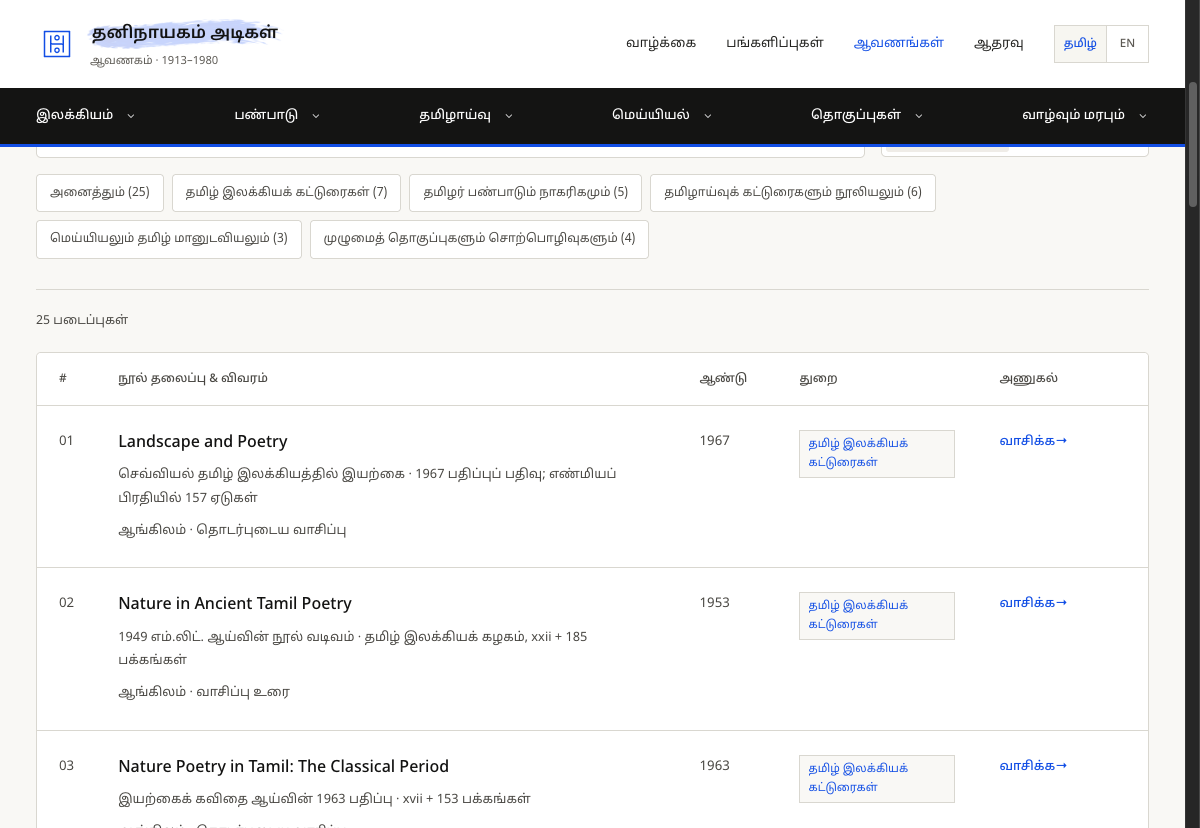 தனிநாயகம் அடிகள்
ஆவணகம் · 1913–1980
வாழ்க்கை பங்களிப்புகள் ஆவணங்கள் ஆதரவு தமிழ் EN
இலக்கியம் பண்பாடு தமிழாய்வு மெய்யியல் தொகுப்புகள் வாழ்வும் மரபும்
அனைத்தும் (25) தமிழ் இலக்கியக் கட்டுரைகள் (7) தமிழர் பண்பாடும் நாகரிகமும் (5) தமிழாய்வுக் கட்டுரைகளும் நூலியலும் (6)
மெய்யியலும் தமிழ் மானுடவியலும் (3) முழுமைத் தொகுப்புகளும் சொற்பொழிவுகளும் (4)
25 படைப்புகள்
# நூல் தலைப்பு & விவரம் ஆண்டு துறை அணுகல்
01 Landscape and Poetry 1967 தமிழ் இலக்கியக் வாசிக்க→
கட்டுரைகள்
செவ்வியல் தமிழ் இலக்கியத்தில் இயற்கை · 1967 பதிப்புப் பதிவு; எண்மியப்
பிரதியில் 157 ஏடுகள்
ஆங்கிலம் · தொடர்புடைய வாசிப்பு
02 Nature in Ancient Tamil Poetry 1953 தமிழ் இலக்கியக் வாசிக்க→
கட்டுரைகள்
1949 எம்.லிட். ஆய்வின் நூல் வடிவம் · தமிழ் இலக்கியக் கழகம், xxii + 185
பக்கங்கள்
ஆங்கிலம் · வாசிப்பு உரை
03 Nature Poetry in Tamil: The Classical Period 1963 தமிழ் இலக்கியக் வாசிக்க→
கட்டுரைகள்
இயற்கைக் கவிதை ஆய்வின் 1963 பதிப்பு · xvii + 153 பக்கங்கள்